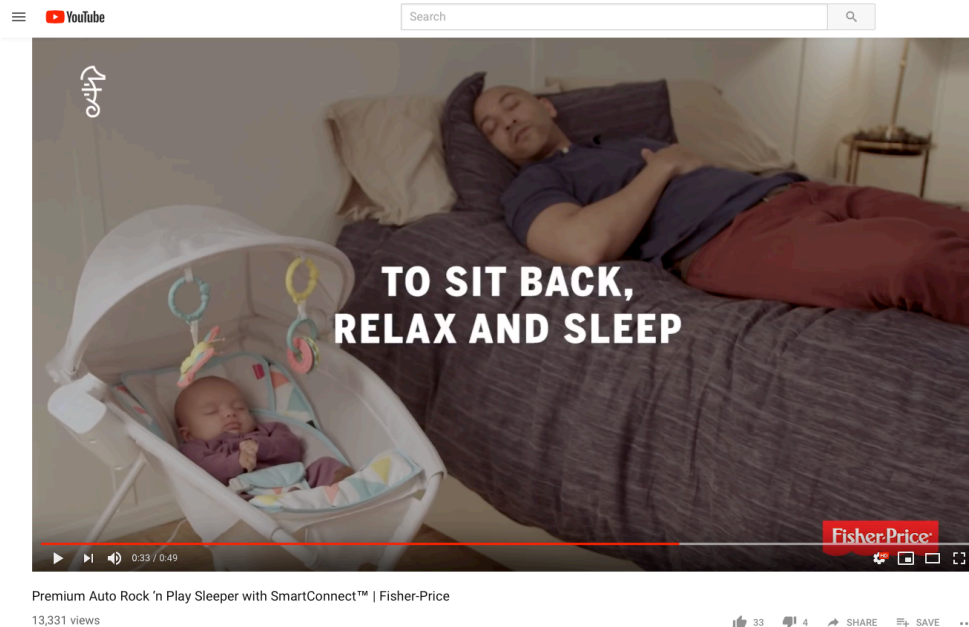 YouTube
Search
TO SIT BACK,
RELAX AND SLEEP
Fisher-Price
0:33 / 0:49
HD
Premium Auto Rock 'n Play Sleeper with SmartConnect™ | Fisher-Price
13,331 views
33
4
SHARE
SAVE